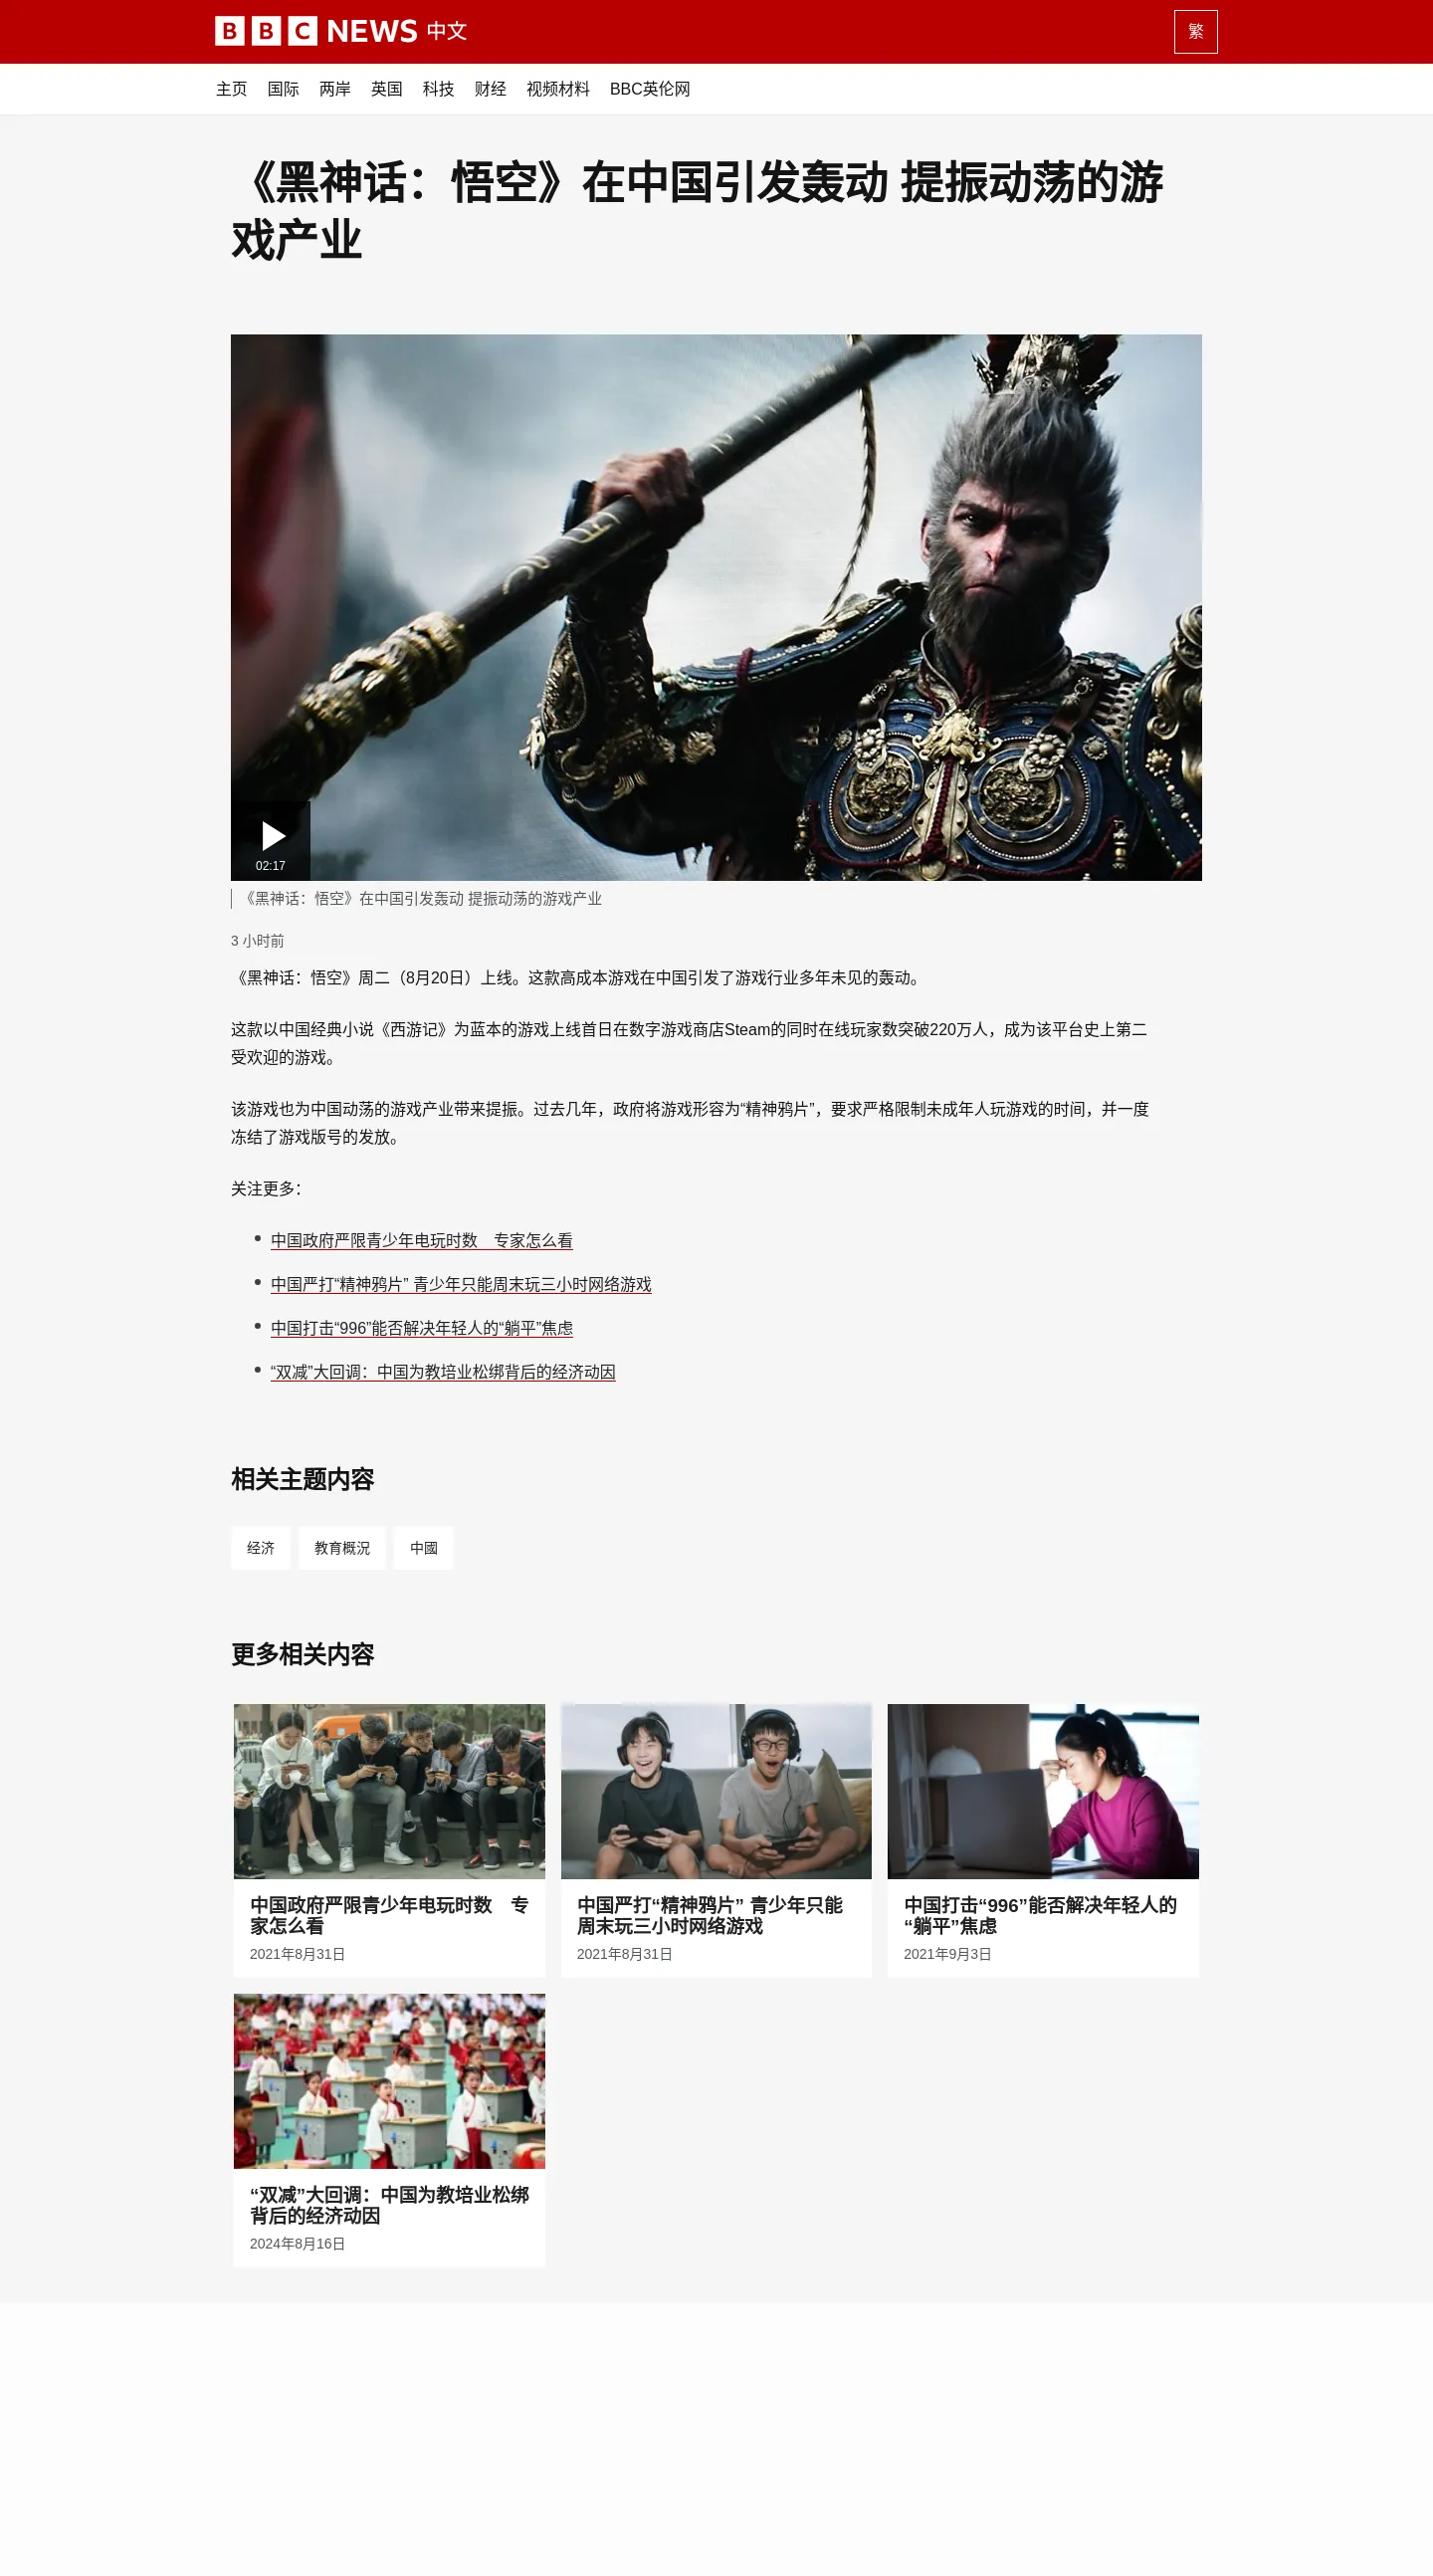 BBC NEWS 中文
繁
主页 国际 两岸 英国 科技 财经 视频材料 BBC英伦网
《黑神话：悟空》在中国引发轰动 提振动荡的游
戏产业
02:17
《黑神话：悟空》在中国引发轰动 提振动荡的游戏产业
3 小时前
《黑神话：悟空》周二（8月20日）上线。这款高成本游戏在中国引发了游戏行业多年未见的轰动。
这款以中国经典小说《西游记》为蓝本的游戏上线首日在数字游戏商店Steam的同时在线玩家数突破220万人，成为该平台史上第二
受欢迎的游戏。
该游戏也为中国动荡的游戏产业带来提振。过去几年，政府将游戏形容为“精神鸦片”，要求严格限制未成年人玩游戏的时间，并一度
冻结了游戏版号的发放。
关注更多：
中国政府严限青少年电玩时数　专家怎么看
中国严打“精神鸦片” 青少年只能周末玩三小时网络游戏
中国打击“996”能否解决年轻人的“躺平”焦虑
“双减”大回调：中国为教培业松绑背后的经济动因
相关主题内容
经济 教育概况 中國
更多相关内容
中国政府严限青少年电玩时数　专
家怎么看
2021年8月31日
中国严打“精神鸦片” 青少年只能
周末玩三小时网络游戏
2021年8月31日
中国打击“996”能否解决年轻人的
“躺平”焦虑
2021年9月3日
“双减”大回调：中国为教培业松绑
背后的经济动因
2024年8月16日